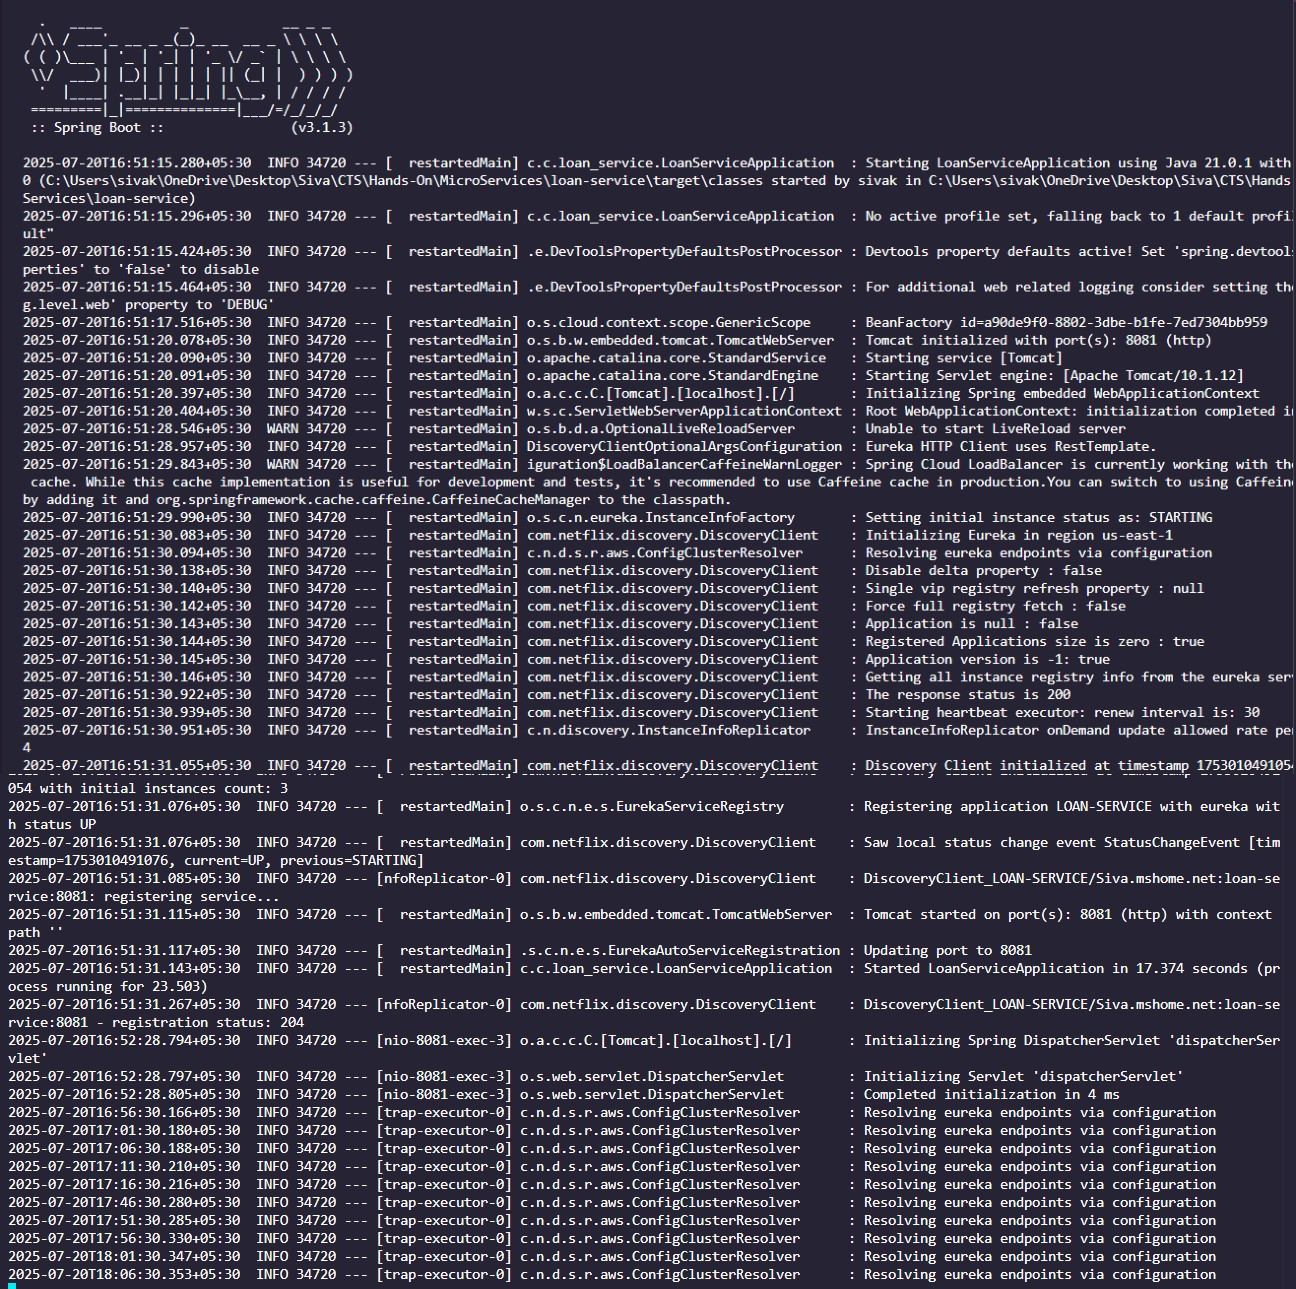 .   ____          _            __ _ _
 /\\ / ___'_ __ _ _(_)_ __  __ _ \ \ \ \
( ( )\___ | '_ | '_| | '_ \/ _` | \ \ \ \
 \\/  ___)| |_)| | | | | || (_| |  ) ) ) )
  '  |____| .__|_| |_|_| |_\__, | / / / /
 =========|_|==============|___/=/_/_/_/
 :: Spring Boot ::                (v3.1.3)
2025-07-20T16:51:15.280+05:30  INFO 34720 --- [  restartedMain] c.c.loan_service.LoanServiceApplication  : Starting LoanServiceApplication using Java 21.0.1 with
0 (C:\Users\sivak\OneDrive\Desktop\Siva\CTS\Hands-On\MicroServices\loan-service\target\classes started by sivak in C:\Users\sivak\OneDrive\Desktop\Siva\CTS\Hands
Services\loan-service)
2025-07-20T16:51:15.296+05:30  INFO 34720 --- [  restartedMain] c.c.loan_service.LoanServiceApplication  : No active profile set, falling back to 1 default profi
ult"
2025-07-20T16:51:15.424+05:30  INFO 34720 --- [  restartedMain] .e.DevToolsPropertyDefaultsPostProcessor : Devtools property defaults active! Set 'spring.devtools
perties' to 'false' to disable
2025-07-20T16:51:15.464+05:30  INFO 34720 --- [  restartedMain] .e.DevToolsPropertyDefaultsPostProcessor : For additional web related logging consider setting the
g.level.web' property to 'DEBUG'
2025-07-20T16:51:17.516+05:30  INFO 34720 --- [  restartedMain] o.s.cloud.context.scope.GenericScope     : BeanFactory id=a90de9f0-8802-3dbe-b1fe-7ed7304bb959
2025-07-20T16:51:20.078+05:30  INFO 34720 --- [  restartedMain] o.s.b.w.embedded.tomcat.TomcatWebServer  : Tomcat initialized with port(s): 8081 (http)
2025-07-20T16:51:20.090+05:30  INFO 34720 --- [  restartedMain] o.apache.catalina.core.StandardService   : Starting service [Tomcat]
2025-07-20T16:51:20.091+05:30  INFO 34720 --- [  restartedMain] o.apache.catalina.core.StandardEngine    : Starting Servlet engine: [Apache Tomcat/10.1.12]
2025-07-20T16:51:20.397+05:30  INFO 34720 --- [  restartedMain] o.a.c.c.C.[Tomcat].[localhost].[/]       : Initializing Spring embedded WebApplicationContext
2025-07-20T16:51:20.404+05:30  INFO 34720 --- [  restartedMain] w.s.c.ServletWebServerApplicationContext : Root WebApplicationContext: initialization completed i
2025-07-20T16:51:28.546+05:30  WARN 34720 --- [  restartedMain] o.s.b.d.a.OptionalLiveReloadServer       : Unable to start LiveReload server
2025-07-20T16:51:28.957+05:30  INFO 34720 --- [  restartedMain] DiscoveryClientOptionalArgsConfiguration : Eureka HTTP Client uses RestTemplate.
2025-07-20T16:51:29.843+05:30  WARN 34720 --- [  restartedMain] iguration$LoadBalancerCaffeineWarnLogger : Spring Cloud LoadBalancer is currently working with the
 cache. While this cache implementation is useful for development and tests, it's recommended to use Caffeine cache in production.You can switch to using Caffeine
by adding it and org.springframework.cache.caffeine.CaffeineCacheManager to the classpath.
2025-07-20T16:51:29.990+05:30  INFO 34720 --- [  restartedMain] o.s.c.n.eureka.InstanceInfoFactory       : Setting initial instance status as: STARTING
2025-07-20T16:51:30.083+05:30  INFO 34720 --- [  restartedMain] com.netflix.discovery.DiscoveryClient    : Initializing Eureka in region us-east-1
2025-07-20T16:51:30.094+05:30  INFO 34720 --- [  restartedMain] c.n.d.s.r.aws.ConfigClusterResolver      : Resolving eureka endpoints via configuration
2025-07-20T16:51:30.138+05:30  INFO 34720 --- [  restartedMain] com.netflix.discovery.DiscoveryClient    : Disable delta property : false
2025-07-20T16:51:30.140+05:30  INFO 34720 --- [  restartedMain] com.netflix.discovery.DiscoveryClient    : Single vip registry refresh property : null
2025-07-20T16:51:30.142+05:30  INFO 34720 --- [  restartedMain] com.netflix.discovery.DiscoveryClient    : Force full registry fetch : false
2025-07-20T16:51:30.143+05:30  INFO 34720 --- [  restartedMain] com.netflix.discovery.DiscoveryClient    : Application is null : false
2025-07-20T16:51:30.144+05:30  INFO 34720 --- [  restartedMain] com.netflix.discovery.DiscoveryClient    : Registered Applications size is zero : true
2025-07-20T16:51:30.145+05:30  INFO 34720 --- [  restartedMain] com.netflix.discovery.DiscoveryClient    : Application version is -1: true
2025-07-20T16:51:30.146+05:30  INFO 34720 --- [  restartedMain] com.netflix.discovery.DiscoveryClient    : Getting all instance registry info from the eureka ser
2025-07-20T16:51:30.922+05:30  INFO 34720 --- [  restartedMain] com.netflix.discovery.DiscoveryClient    : The response status is 200
2025-07-20T16:51:30.939+05:30  INFO 34720 --- [  restartedMain] com.netflix.discovery.DiscoveryClient    : Starting heartbeat executor: renew interval is: 30
2025-07-20T16:51:30.951+05:30  INFO 34720 --- [  restartedMain] c.n.discovery.InstanceInfoReplicator     : InstanceInfoReplicator onDemand update allowed rate pe
4
2025-07-20T16:51:31.055+05:30  INFO 34720 --- [  restartedMain] com.netflix.discovery.DiscoveryClient    : Discovery Client initialized at timestamp 1753010491054
054 with initial instances count: 3
2025-07-20T16:51:31.076+05:30  INFO 34720 --- [  restartedMain] o.s.c.n.e.s.EurekaServiceRegistry        : Registering application LOAN-SERVICE with eureka wit
h status UP
2025-07-20T16:51:31.076+05:30  INFO 34720 --- [  restartedMain] com.netflix.discovery.DiscoveryClient    : Saw local status change event StatusChangeEvent [tim
estamp=1753010491076, current=UP, previous=STARTING]
2025-07-20T16:51:31.085+05:30  INFO 34720 --- [nfoReplicator-0] com.netflix.discovery.DiscoveryClient    : DiscoveryClient_LOAN-SERVICE/Siva.mshome.net:loan-se
rvice:8081: registering service...
2025-07-20T16:51:31.115+05:30  INFO 34720 --- [  restartedMain] o.s.b.w.embedded.tomcat.TomcatWebServer  : Tomcat started on port(s): 8081 (http) with context
path ''
2025-07-20T16:51:31.117+05:30  INFO 34720 --- [  restartedMain] .s.c.n.e.s.EurekaAutoServiceRegistration : Updating port to 8081
2025-07-20T16:51:31.143+05:30  INFO 34720 --- [  restartedMain] c.c.loan_service.LoanServiceApplication  : Started LoanServiceApplication in 17.374 seconds (pr
ocess running for 23.503)
2025-07-20T16:51:31.267+05:30  INFO 34720 --- [nfoReplicator-0] com.netflix.discovery.DiscoveryClient    : DiscoveryClient_LOAN-SERVICE/Siva.mshome.net:loan-se
rvice:8081 - registration status: 204
2025-07-20T16:52:28.794+05:30  INFO 34720 --- [nio-8081-exec-3] o.a.c.c.C.[Tomcat].[localhost].[/]       : Initializing Spring DispatcherServlet 'dispatcherSer
vlet'
2025-07-20T16:52:28.797+05:30  INFO 34720 --- [nio-8081-exec-3] o.s.web.servlet.DispatcherServlet        : Initializing Servlet 'dispatcherServlet'
2025-07-20T16:52:28.805+05:30  INFO 34720 --- [nio-8081-exec-3] o.s.web.servlet.DispatcherServlet        : Completed initialization in 4 ms
2025-07-20T16:56:30.166+05:30  INFO 34720 --- [trap-executor-0] c.n.d.s.r.aws.ConfigClusterResolver      : Resolving eureka endpoints via configuration
2025-07-20T17:01:30.180+05:30  INFO 34720 --- [trap-executor-0] c.n.d.s.r.aws.ConfigClusterResolver      : Resolving eureka endpoints via configuration
2025-07-20T17:06:30.188+05:30  INFO 34720 --- [trap-executor-0] c.n.d.s.r.aws.ConfigClusterResolver      : Resolving eureka endpoints via configuration
2025-07-20T17:11:30.210+05:30  INFO 34720 --- [trap-executor-0] c.n.d.s.r.aws.ConfigClusterResolver      : Resolving eureka endpoints via configuration
2025-07-20T17:16:30.216+05:30  INFO 34720 --- [trap-executor-0] c.n.d.s.r.aws.ConfigClusterResolver      : Resolving eureka endpoints via configuration
2025-07-20T17:46:30.280+05:30  INFO 34720 --- [trap-executor-0] c.n.d.s.r.aws.ConfigClusterResolver      : Resolving eureka endpoints via configuration
2025-07-20T17:51:30.285+05:30  INFO 34720 --- [trap-executor-0] c.n.d.s.r.aws.ConfigClusterResolver      : Resolving eureka endpoints via configuration
2025-07-20T17:56:30.330+05:30  INFO 34720 --- [trap-executor-0] c.n.d.s.r.aws.ConfigClusterResolver      : Resolving eureka endpoints via configuration
2025-07-20T18:01:30.347+05:30  INFO 34720 --- [trap-executor-0] c.n.d.s.r.aws.ConfigClusterResolver      : Resolving eureka endpoints via configuration
2025-07-20T18:06:30.353+05:30  INFO 34720 --- [trap-executor-0] c.n.d.s.r.aws.ConfigClusterResolver      : Resolving eureka endpoints via configuration